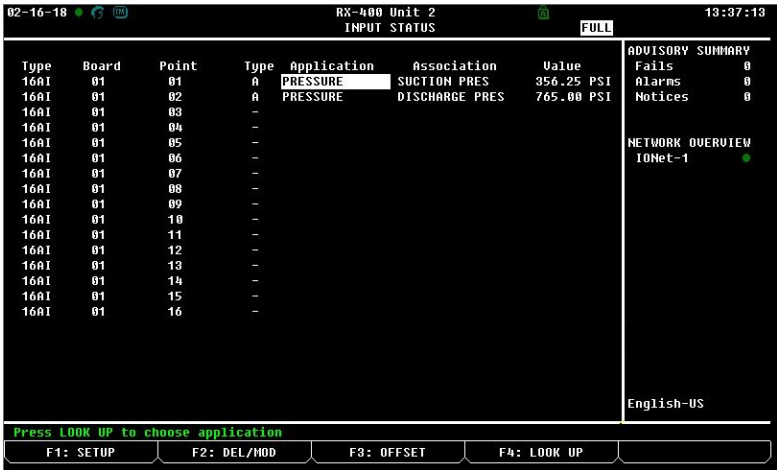 02-16-18 TM RX-400 Unit 2 A 13:37:13
INPUT STATUS FULL
ADVISORY SUMMARY
Type Board Point Type Application Association Value Fails 0
16AI 01 01 A PRESSURE SUCTION PRES 356.25 PSI Alarms 0
16AI 01 02 A PRESSURE DISCHARGE PRES 765.00 PSI Notices 0
16AI 01 03 -
16AI 01 04 -
16AI 01 05 - NETWORK OVERVIEW
16AI 01 06 - IONet-1
16AI 01 07 -
16AI 01 08 -
16AI 01 09 -
16AI 01 10 -
16AI 01 11 -
16AI 01 12 -
16AI 01 13 -
16AI 01 14 -
16AI 01 15 -
16AI 01 16 -
English-US
Press LOOK UP to choose application
F1: SETUP F2: DEL/MOD F3: OFFSET F4: LOOK UP